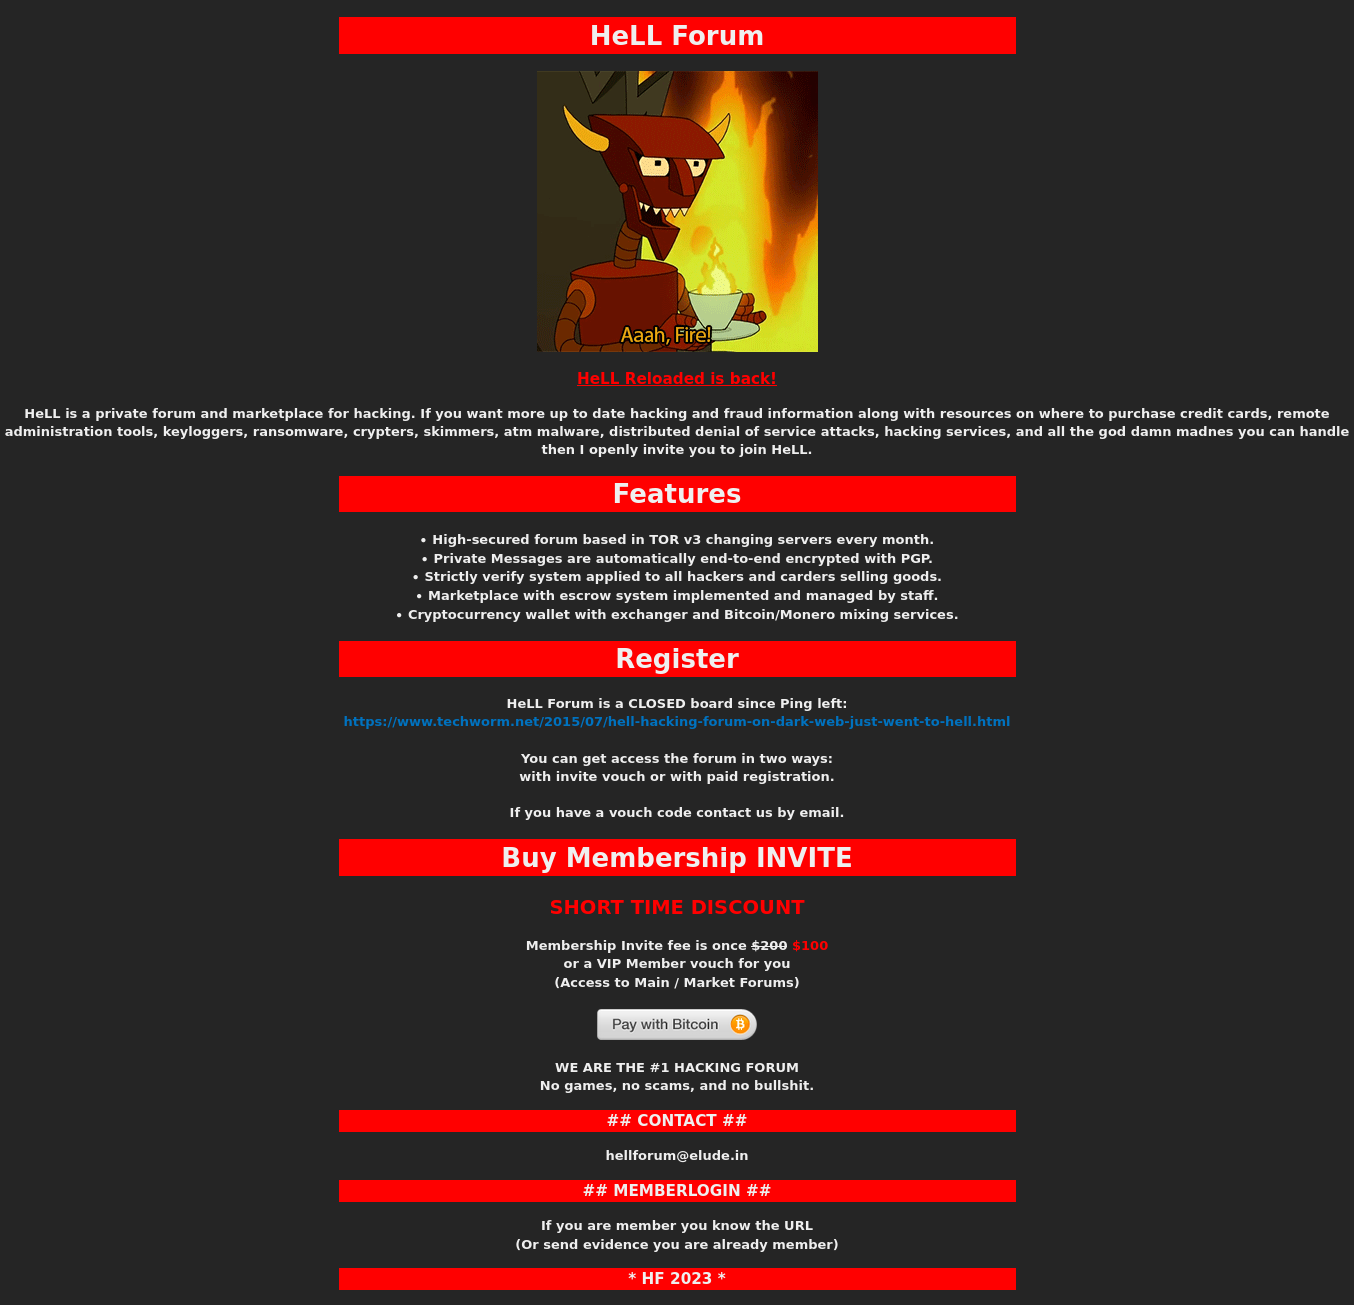 HeLL Forum
Aaah, Fire!
HeLL Reloaded is back!
HeLL is a private forum and marketplace for hacking. If you want more up to date hacking and fraud information along with resources on where to purchase credit cards, remote
administration tools, keyloggers, ransomware, crypters, skimmers, atm malware, distributed denial of service attacks, hacking services, and all the god damn madnes you can handle
then I openly invite you to join HeLL.
Features
• High-secured forum based in TOR v3 changing servers every month.
• Private Messages are automatically end-to-end encrypted with PGP.
• Strictly verify system applied to all hackers and carders selling goods.
• Marketplace with escrow system implemented and managed by staff.
• Cryptocurrency wallet with exchanger and Bitcoin/Monero mixing services.
Register
HeLL Forum is a CLOSED board since Ping left:
https://www.techworm.net/2015/07/hell-hacking-forum-on-dark-web-just-went-to-hell.html
You can get access the forum in two ways:
with invite vouch or with paid registration.
If you have a vouch code contact us by email.
Buy Membership INVITE
SHORT TIME DISCOUNT
Membership Invite fee is once $200 $100
or a VIP Member vouch for you
(Access to Main / Market Forums)
Pay with Bitcoin
WE ARE THE #1 HACKING FORUM
No games, no scams, and no bullshit.
## CONTACT ##
hellforum@elude.in
## MEMBERLOGIN ##
If you are member you know the URL
(Or send evidence you are already member)
* HF 2023 *